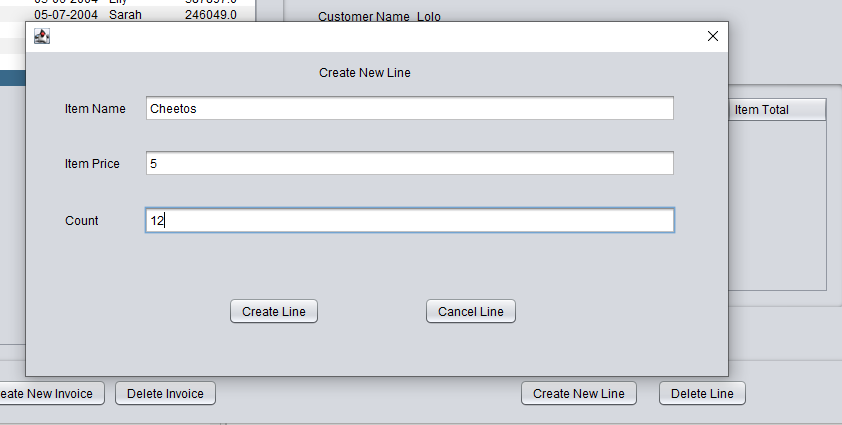 05-07-2004 Sarah 246049.0
Customer Name Lolo
Create New Line
Item Name Cheetos
Item Total
Item Price 5
Count 12
Create Line Cancel Line
eate New Invoice Delete Invoice Create New Line Delete Line